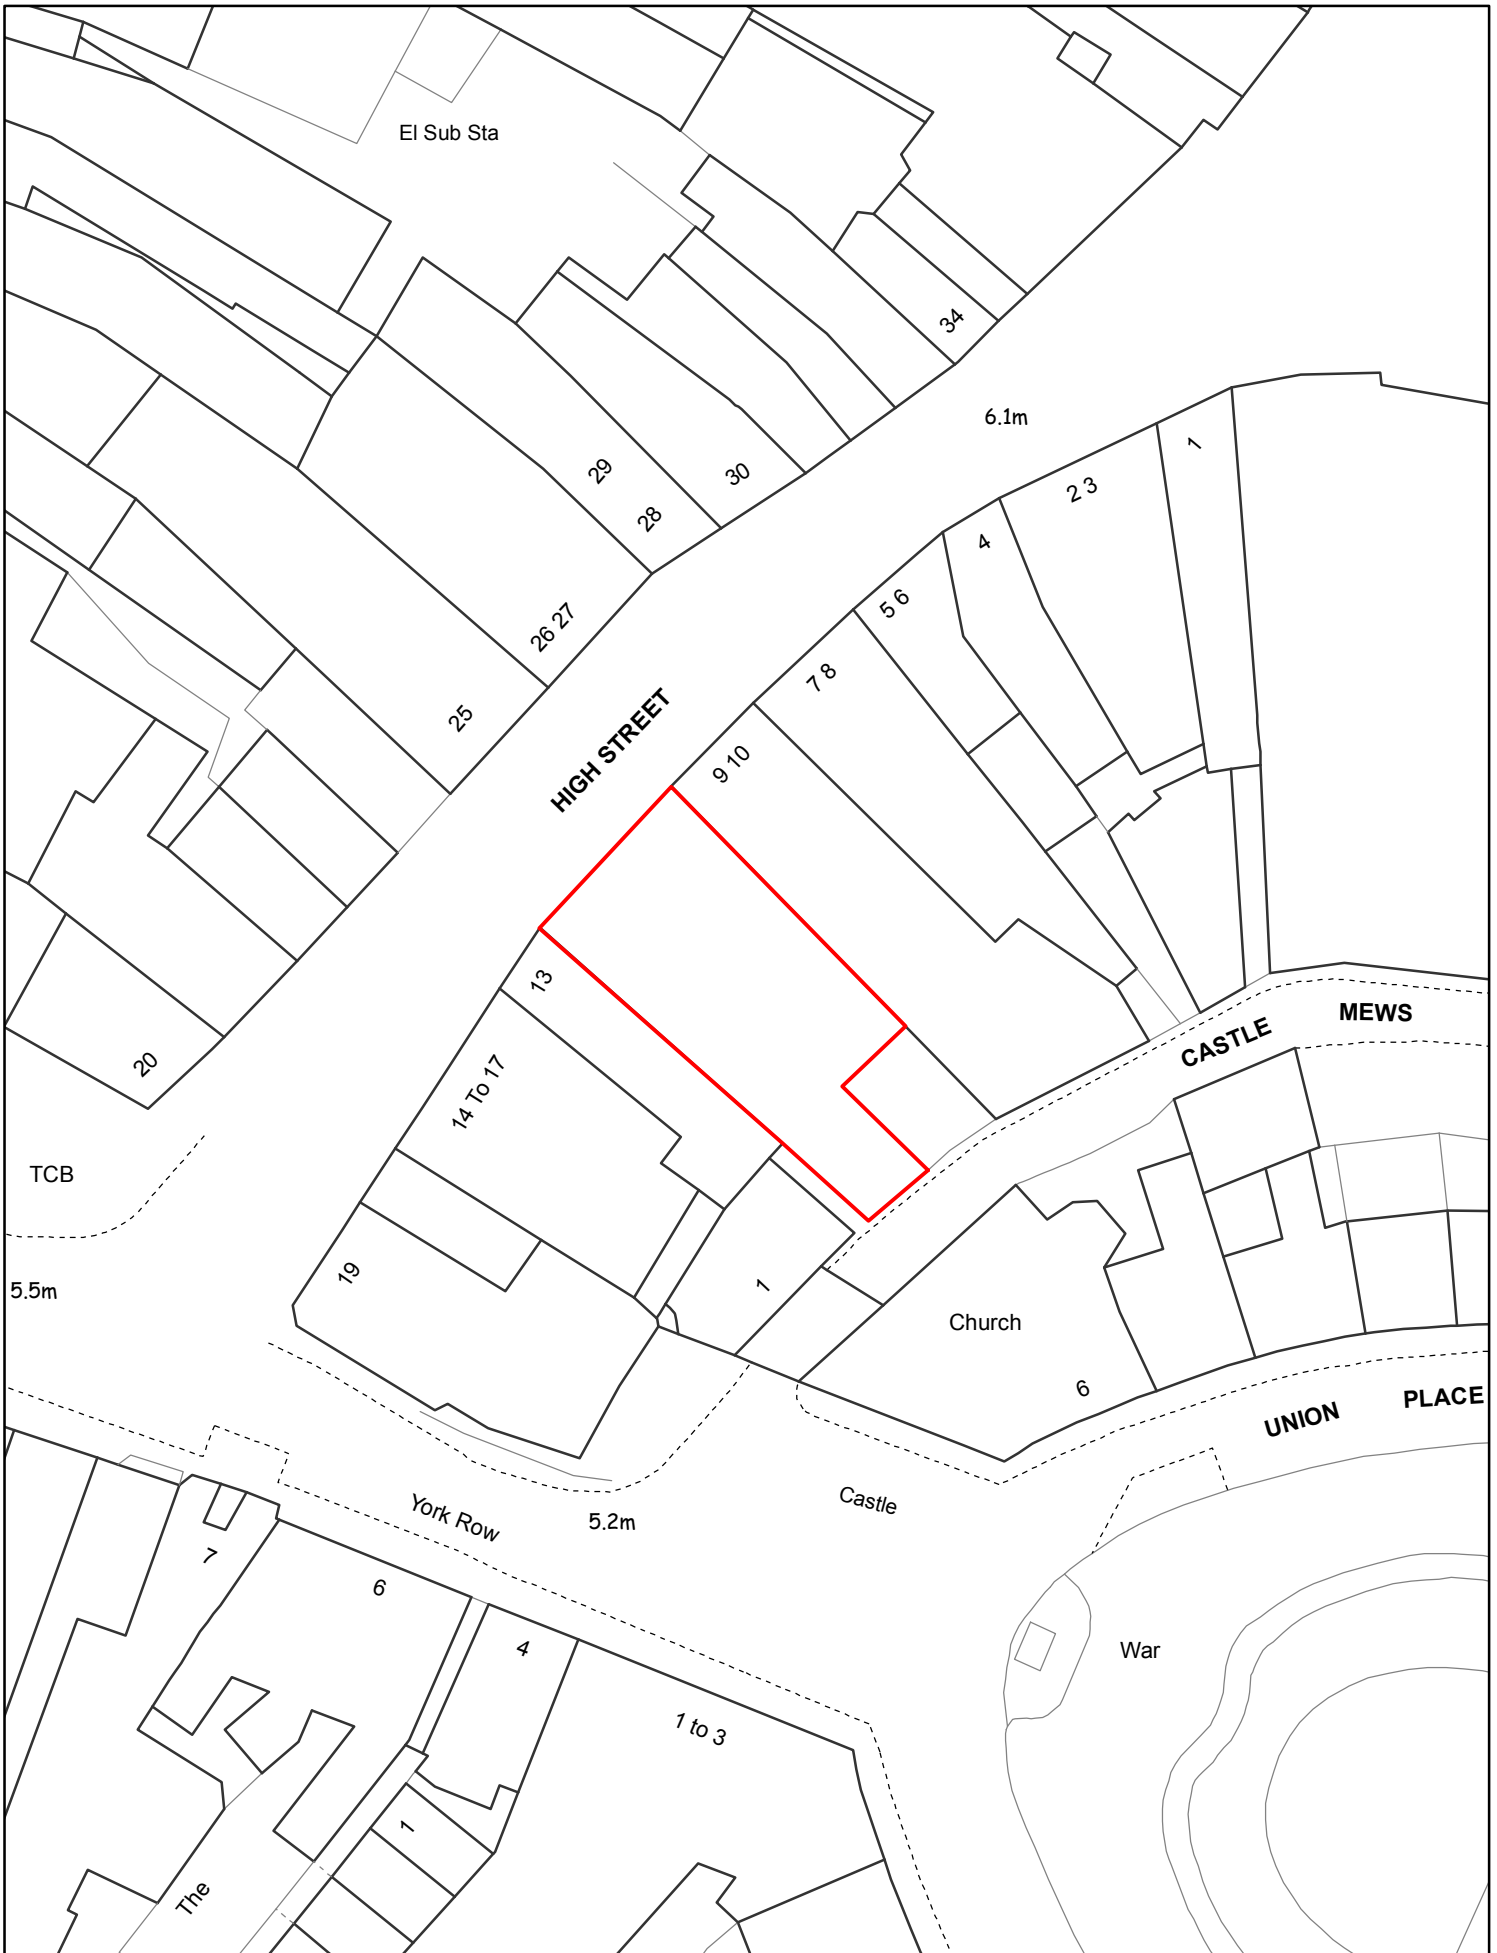 El Sub Sta
34
6.1m
1
2 3
29
30
28
4
5 6
26 27
7 8
25
HIGH STREET
9 10
13
MEWS
CASTLE
20
14 To 17
TCB
19
5.5m
1
Church
6
UNION
PLACE
Castle
York Row
5.2m
7
6
4
War
1 to 3
1
The